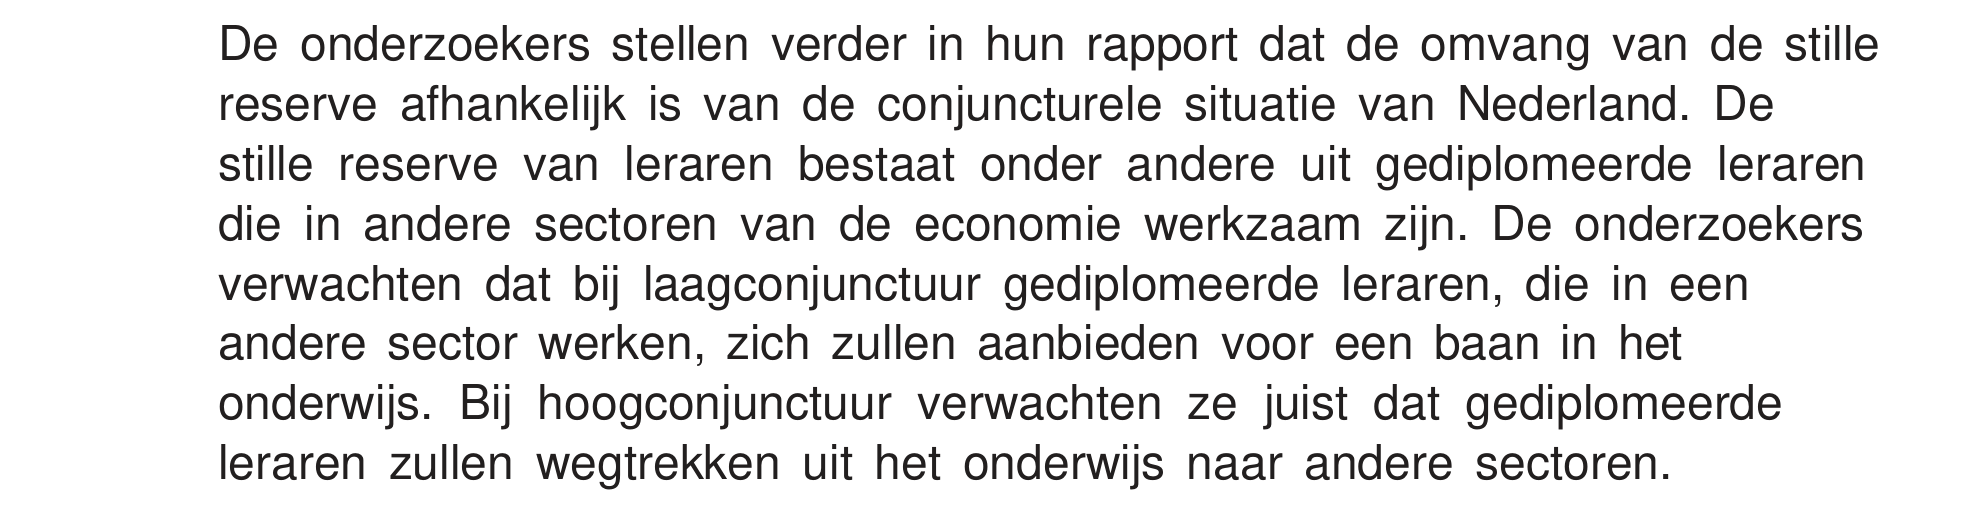 De onderzoekers stellen verder in hun rapport dat de omvang van de stille
reserve afhankelijk is van de conjuncturele situatie van Nederland. De
stille reserve van leraren bestaat onder andere uit gediplomeerde leraren
die in andere sectoren van de economie werkzaam zijn. De onderzoekers
verwachten dat bij laagconjunctuur gediplomeerde leraren, die in een
andere sector werken, zich zullen aanbieden voor een baan in het
onderwijs. Bij hoogconjunctuur verwachten ze juist dat gediplomeerde
leraren zullen wegtrekken uit het onderwijs naar andere sectoren.